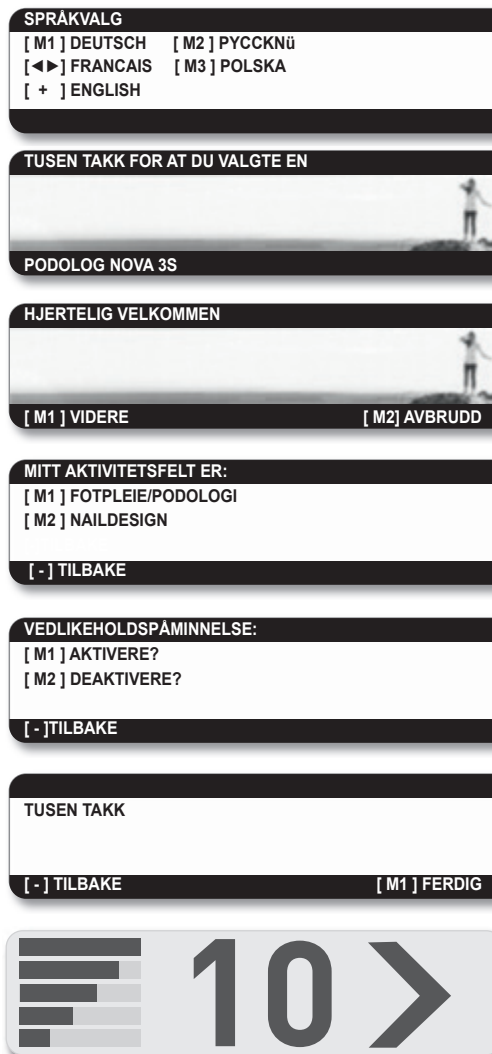 SPRÅKVALG
[ M1 ] DEUTSCH [ M2 ] PYCCKNü
[◄►] FRANCAIS [ M3 ] POLSKA
[ + ] ENGLISH
TUSEN TAKK FOR AT DU VALGTE EN
PODOLOG NOVA 3S
HJERTELIG VELKOMMEN
[ M1 ] VIDERE [ M2] AVBRUDD
MITT AKTIVITETSFELT ER:
[ M1 ] FOTPLEIE/PODOLOGI
[ M2 ] NAILDESIGN
[ - ] TILBAKE
VEDLIKEHOLDSPÅMINNELSE:
[ M1 ] AKTIVERE?
[ M2 ] DEAKTIVERE?
[ - ]TILBAKE
TUSEN TAKK
[ - ] TILBAKE [ M1 ] FERDIG
10 >